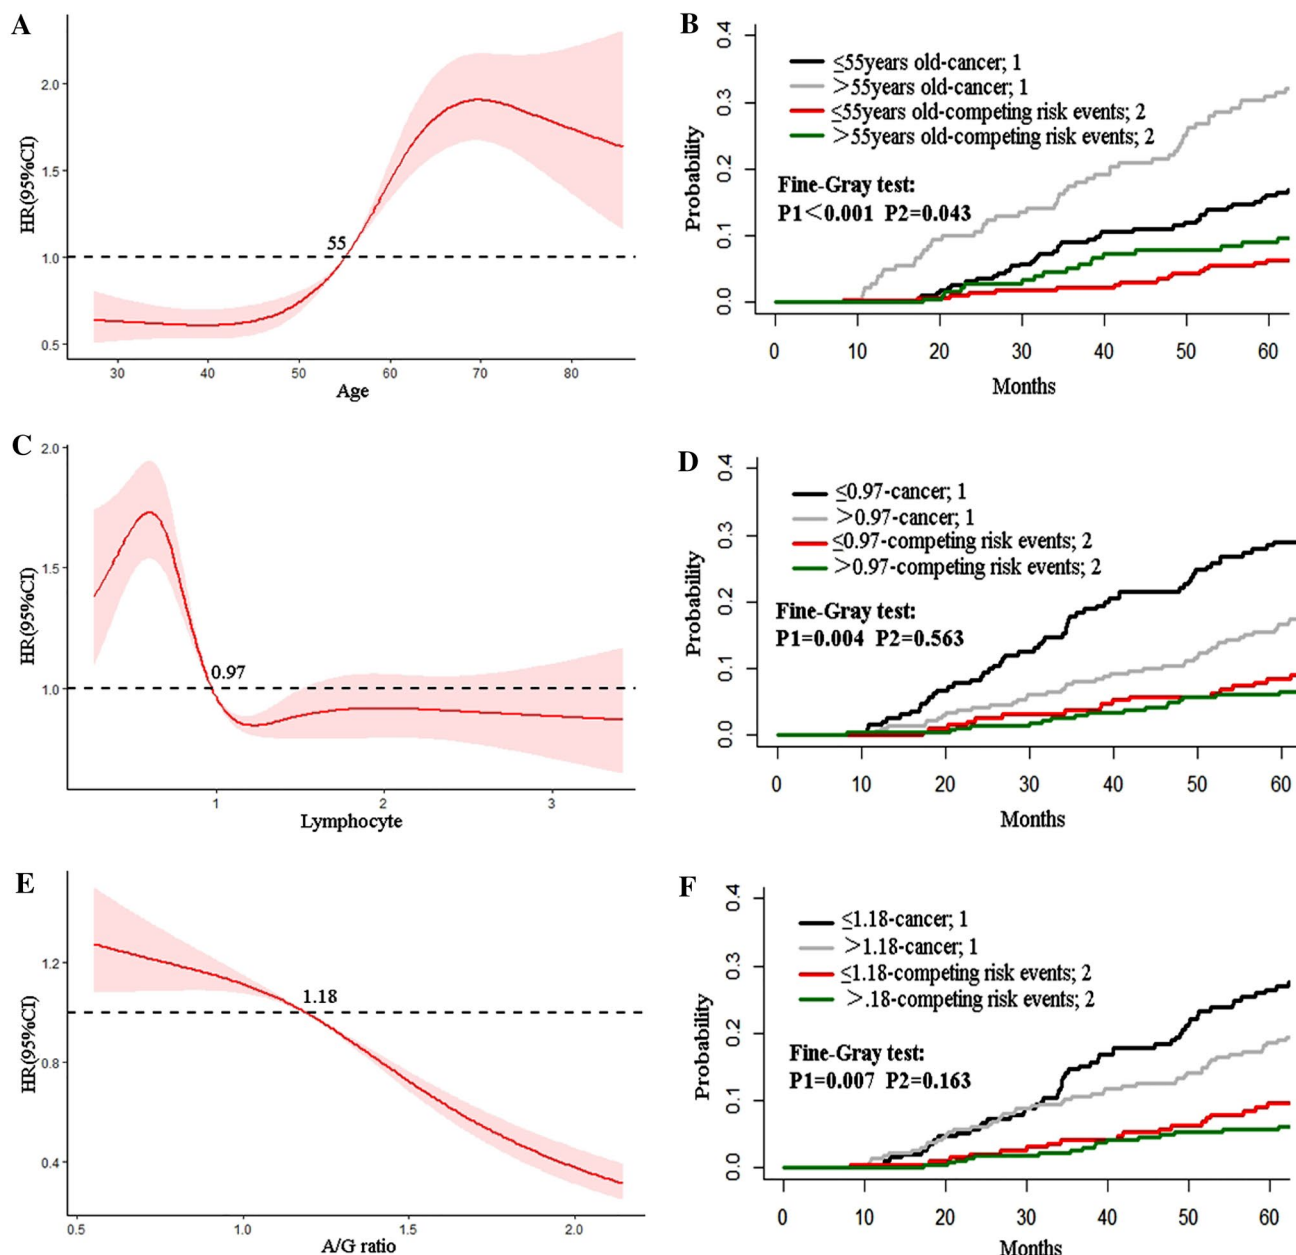 A
HR(95%CI)
2.0
1.5
1.0
0.5
55
30
40
50
60
70
80
Age
B
Probability
0.4
0.3
0.2
0.1
0.0
≤55years old-cancer; 1
>55years old-cancer; 1
≤55years old-competing risk events; 2
>55years old-competing risk events; 2
Fine-Gray test:
P1<0.001 P2=0.043
0
10
20
30
40
50
60
Months
C
HR(95%CI)
2.0
1.5
1.0
0.97
1
2
3
Lymphocyte
D
Probability
0.4
0.3
0.2
0.1
0.0
≤0.97-cancer; 1
>0.97-cancer; 1
≤0.97-competing risk events; 2
>0.97-competing risk events; 2
Fine-Gray test:
P1=0.004 P2=0.563
0
10
20
30
40
50
60
Months
E
HR(95%CI)
1.2
0.8
0.4
1.18
0.5
1.0
1.5
2.0
A/G ratio
F
Probability
0.4
0.3
0.2
0.1
0.0
≤1.18-cancer; 1
>1.18-cancer; 1
≤1.18-competing risk events; 2
>.18-competing risk events; 2
Fine-Gray test:
P1=0.007 P2=0.163
0
10
20
30
40
50
60
Months